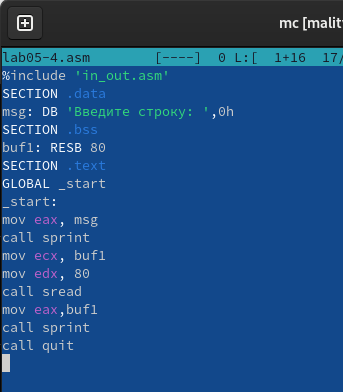 mc [mality
lab05-4.asm [----] 0 L:[ 1+16 17/
%include 'in_out.asm'
SECTION .data
msg: DB 'Введите строку: ',0h
SECTION .bss
buf1: RESB 80
SECTION .text
GLOBAL _start
_start:
mov eax, msg
call sprint
mov ecx, buf1
mov edx, 80
call sread
mov eax,buf1
call sprint
call quit